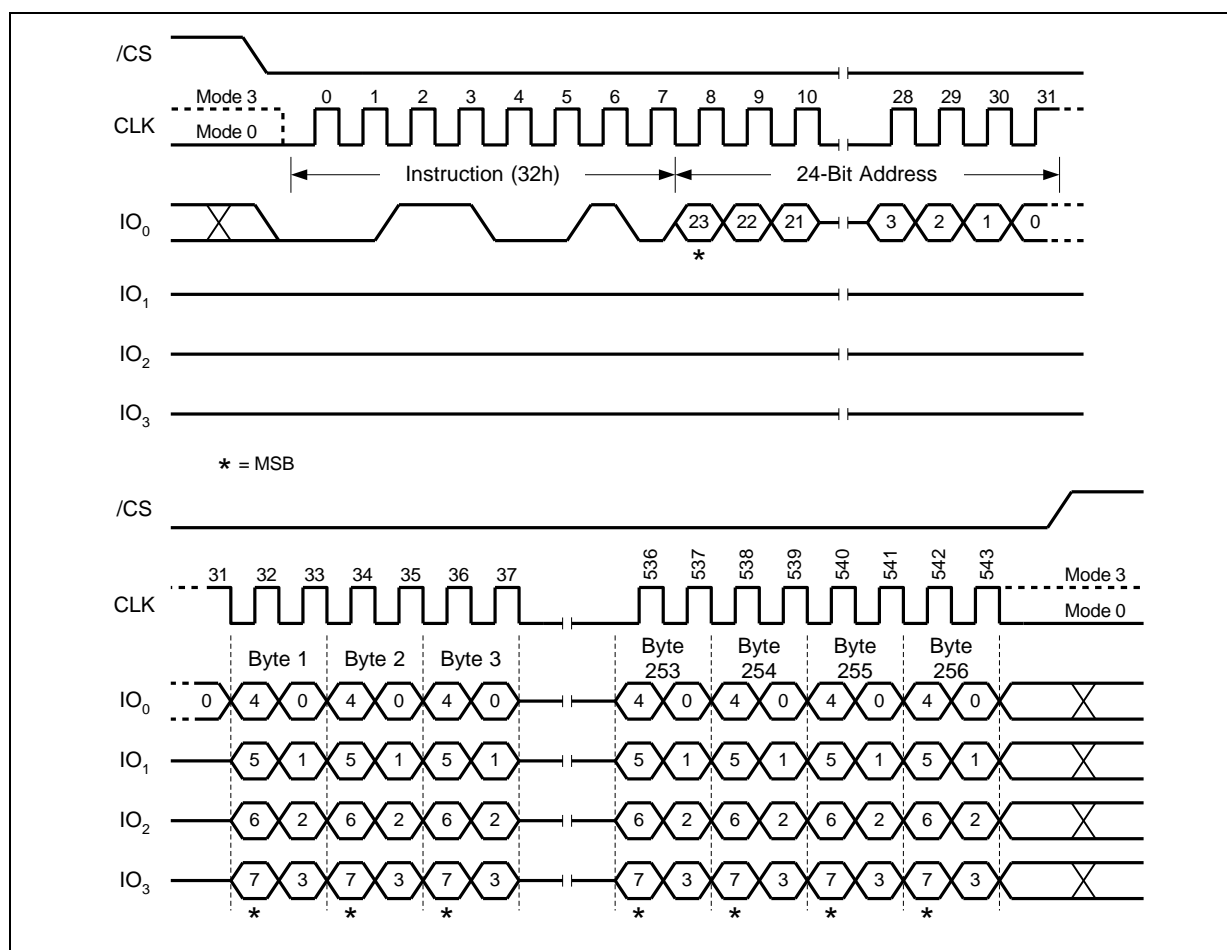 /CS
Mode 3 0 1 2 3 4 5 6 7 8 9 10 28 29 30 31
CLK
Mode 0
Instruction (32h) 24-Bit Address
IO0 23 22 21 3 2 1 0
*
IO1
IO2
IO3
* = MSB
/CS
31 32 33 34 35 36 37 536 537 538 539 540 541 542 543 Mode 3
CLK
Mode 0
Byte 1 Byte 2 Byte 3 Byte 253 Byte 254 Byte 255 Byte 256
IO0 0 4 0 4 0 4 0 4 0 4 0 4 0 4 0
IO1 5 1 5 1 5 1 5 1 5 1 5 1 5 1
IO2 6 2 6 2 6 2 6 2 6 2 6 2 6 2
IO3 7 3 7 3 7 3 7 3 7 3 7 3 7 3
* * * * * * *